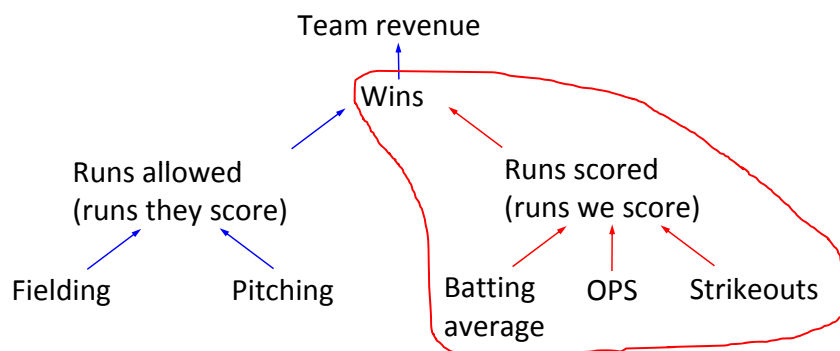 Team revenue
Wins
Runs allowed
(runs they score)
Runs scored
(runs we score)
Fielding
Pitching
Batting
average
OPS
Strikeouts